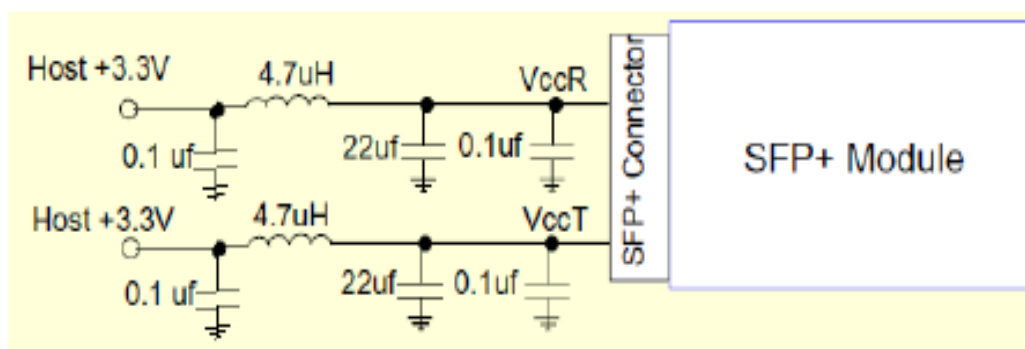 Host +3.3V
4.7uH
VccR
0.1 uf
22uf
0.1uf
SFP+ Connector
SFP+ Module
Host +3.3V
4.7uH
VccT
0.1 uf
22uf
0.1uf